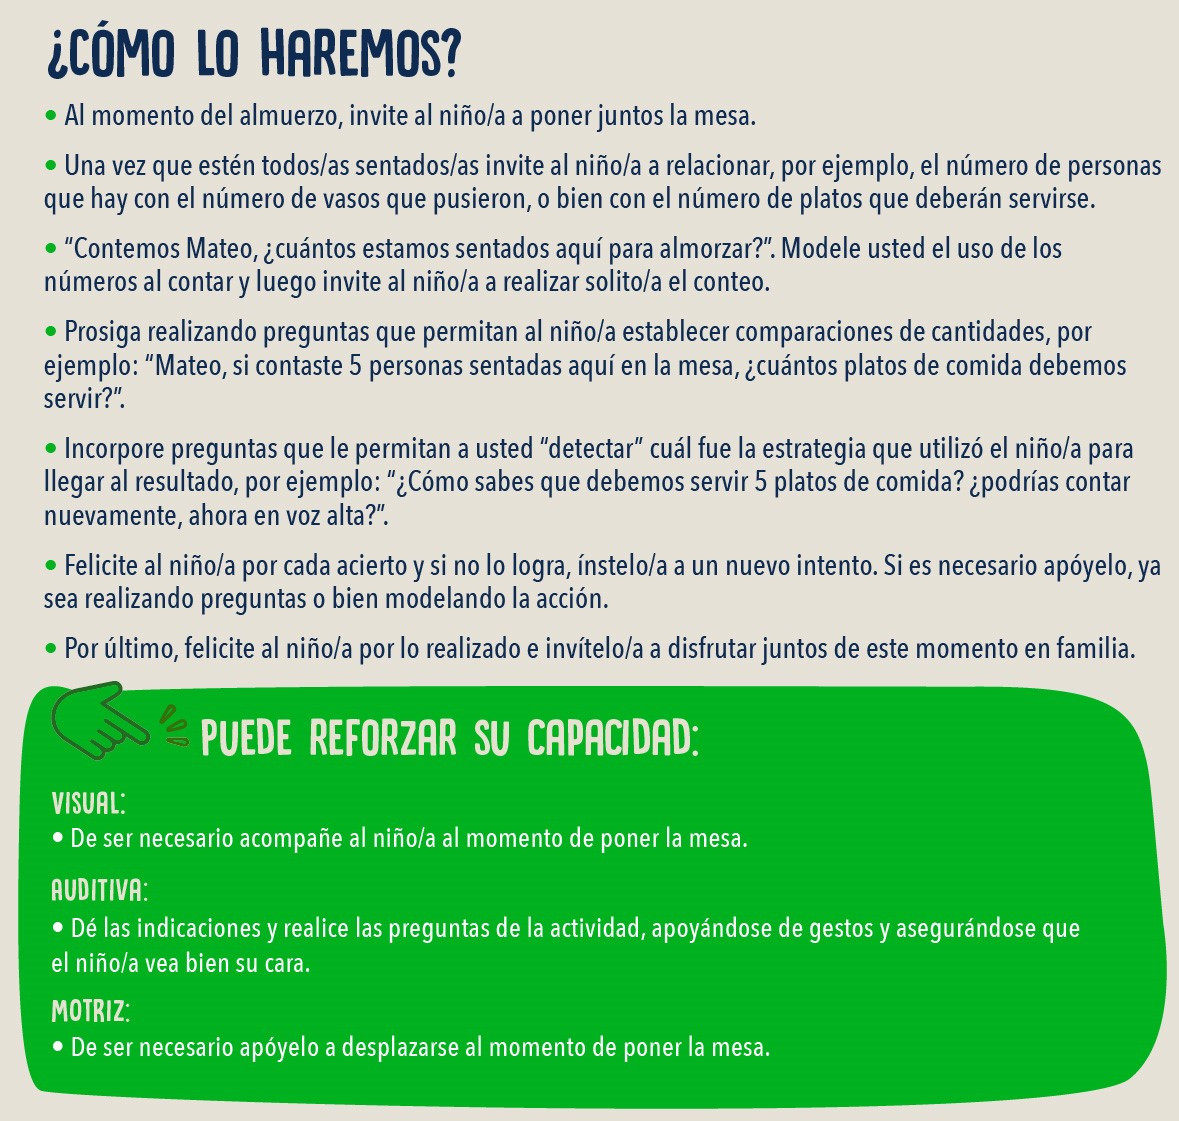 ¿CÓMO LO HAREMOS?
• Al momento del almuerzo, invite al niño/a a poner juntos la mesa.
• Una vez que estén todos/as sentados/as invite al niño/a a relacionar, por ejemplo, el número de personas
que hay con el número de vasos que pusieron, o bien con el número de platos que deberán servirse.
• “Contemos Mateo, ¿cuántos estamos sentados aquí para almorzar?”. Modele usted el uso de los
números al contar y luego invite al niño/a a realizar solito/a el conteo.
• Prosiga realizando preguntas que permitan al niño/a establecer comparaciones de cantidades, por
ejemplo: “Mateo, si contaste 5 personas sentadas aquí en la mesa, ¿cuántos platos de comida debemos
servir?”.
• Incorpore preguntas que le permitan a usted “detectar” cuál fue la estrategia que utilizó el niño/a para
llegar al resultado, por ejemplo: “¿Cómo sabes que debemos servir 5 platos de comida? ¿podrías contar
nuevamente, ahora en voz alta?”.
• Felicite al niño/a por cada acierto y si no lo logra, ínstelo/a a un nuevo intento. Si es necesario apóyelo, ya
sea realizando preguntas o bien modelando la acción.
• Por último, felicite al niño/a por lo realizado e invítelo/a a disfrutar juntos de este momento en familia.
PUEDE REFORZAR SU CAPACIDAD:
VISUAL:
• De ser necesario acompañe al niño/a al momento de poner la mesa.
AUDITIVA:
• Dé las indicaciones y realice las preguntas de la actividad, apoyándose de gestos y asegurándose que
el niño/a vea bien su cara.
MOTRIZ:
• De ser necesario apóyelo a desplazarse al momento de poner la mesa.